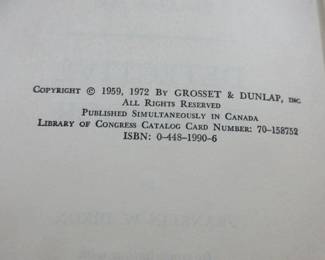 Copyright © 1959, 1972 By GROSSET & DUNLAP, INC.
All Rights Reserved
Published Simultaneously in Canada
Library of Congress Catalog Card Number: 70-158752
ISBN: 0-448-1990-6